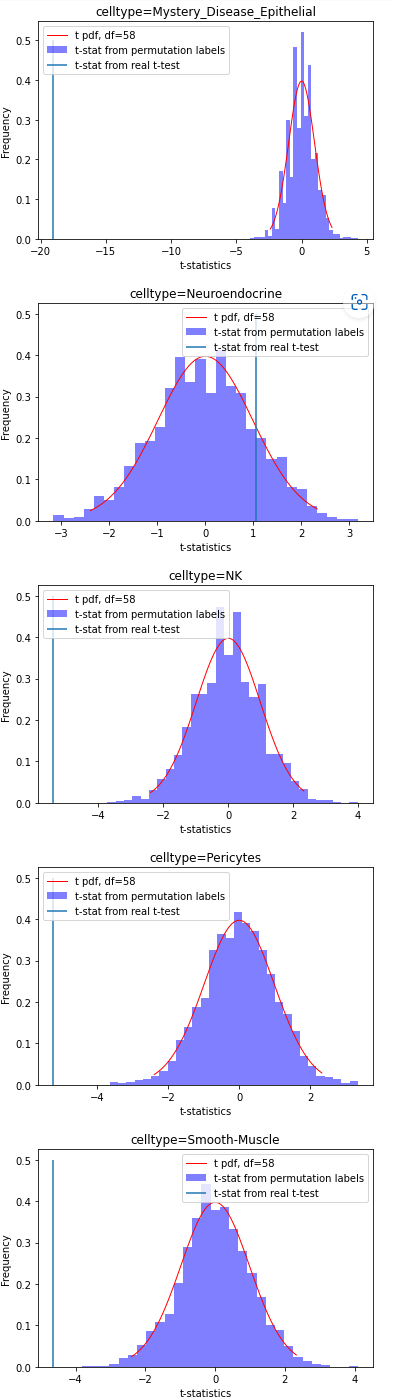 celltype=Mystery_Disease_Epithelial
0.5
0.4
0.3
0.2
0.1
0.0
Frequency
t pdf, df=58
t-stat from permutation labels
t-stat from real t-test
−20 −15 −10 −5 0 5
t-statistics
celltype=Neuroendocrine
0.5
0.4
0.3
0.2
0.1
0.0
Frequency
t pdf, df=58
t-stat from permutation labels
t-stat from real t-test
−3 −2 −1 0 1 2 3
t-statistics
celltype=NK
0.5
0.4
0.3
0.2
0.1
0.0
Frequency
t pdf, df=58
t-stat from permutation labels
t-stat from real t-test
−4 −2 0 2 4
t-statistics
celltype=Pericytes
0.5
0.4
0.3
0.2
0.1
0.0
Frequency
t pdf, df=58
t-stat from permutation labels
t-stat from real t-test
−4 −2 0 2
t-statistics
celltype=Smooth-Muscle
0.5
0.4
0.3
0.2
0.1
0.0
Frequency
t pdf, df=58
t-stat from permutation labels
t-stat from real t-test
−4 −2 0 2 4
t-statistics